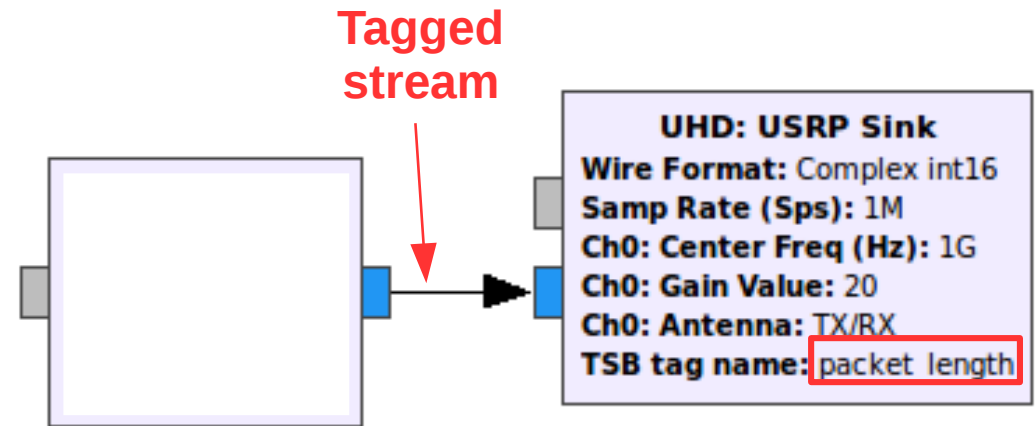 Tagged
stream
UHD: USRP Sink
Wire Format: Complex int16
Samp Rate (Sps): 1M
Ch0: Center Freq (Hz): 1G
Ch0: Gain Value: 20
Ch0: Antenna: TX/RX
TSB tag name: packet_length